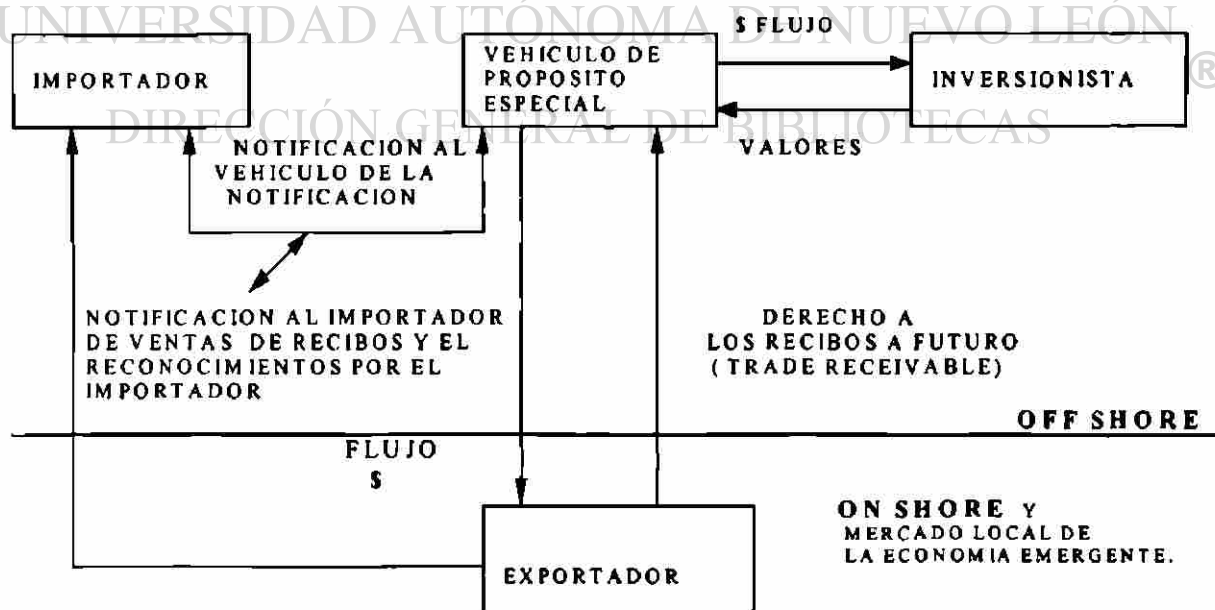 UNIVERSIDAD AUTÓNOMA DE NUEVO LEÓN
®
DIRECCIÓN GENERAL DE BIBLIOTECAS
IMPORTADOR
VEHICULO DE
PROPOSITO
ESPECIAL
$ FLUJO
INVERSIONISTA
VALORES
NOTIFICACION AL
VEHICULO DE LA
NOTIFICACION
NOTIFICACION AL IMPORTADOR
DE VENTAS DE RECIBOS Y EL
RECONOCIMIENTOS POR EL
IMPORTADOR
DERECHO A
LOS RECIBOS A FUTURO
(TRADE RECEIVABLE)
OFF SHORE
FLUJO
$
ON SHORE Y
MERCADO LOCAL DE
LA ECONOMIA EMERGENTE.
EXPORTADOR